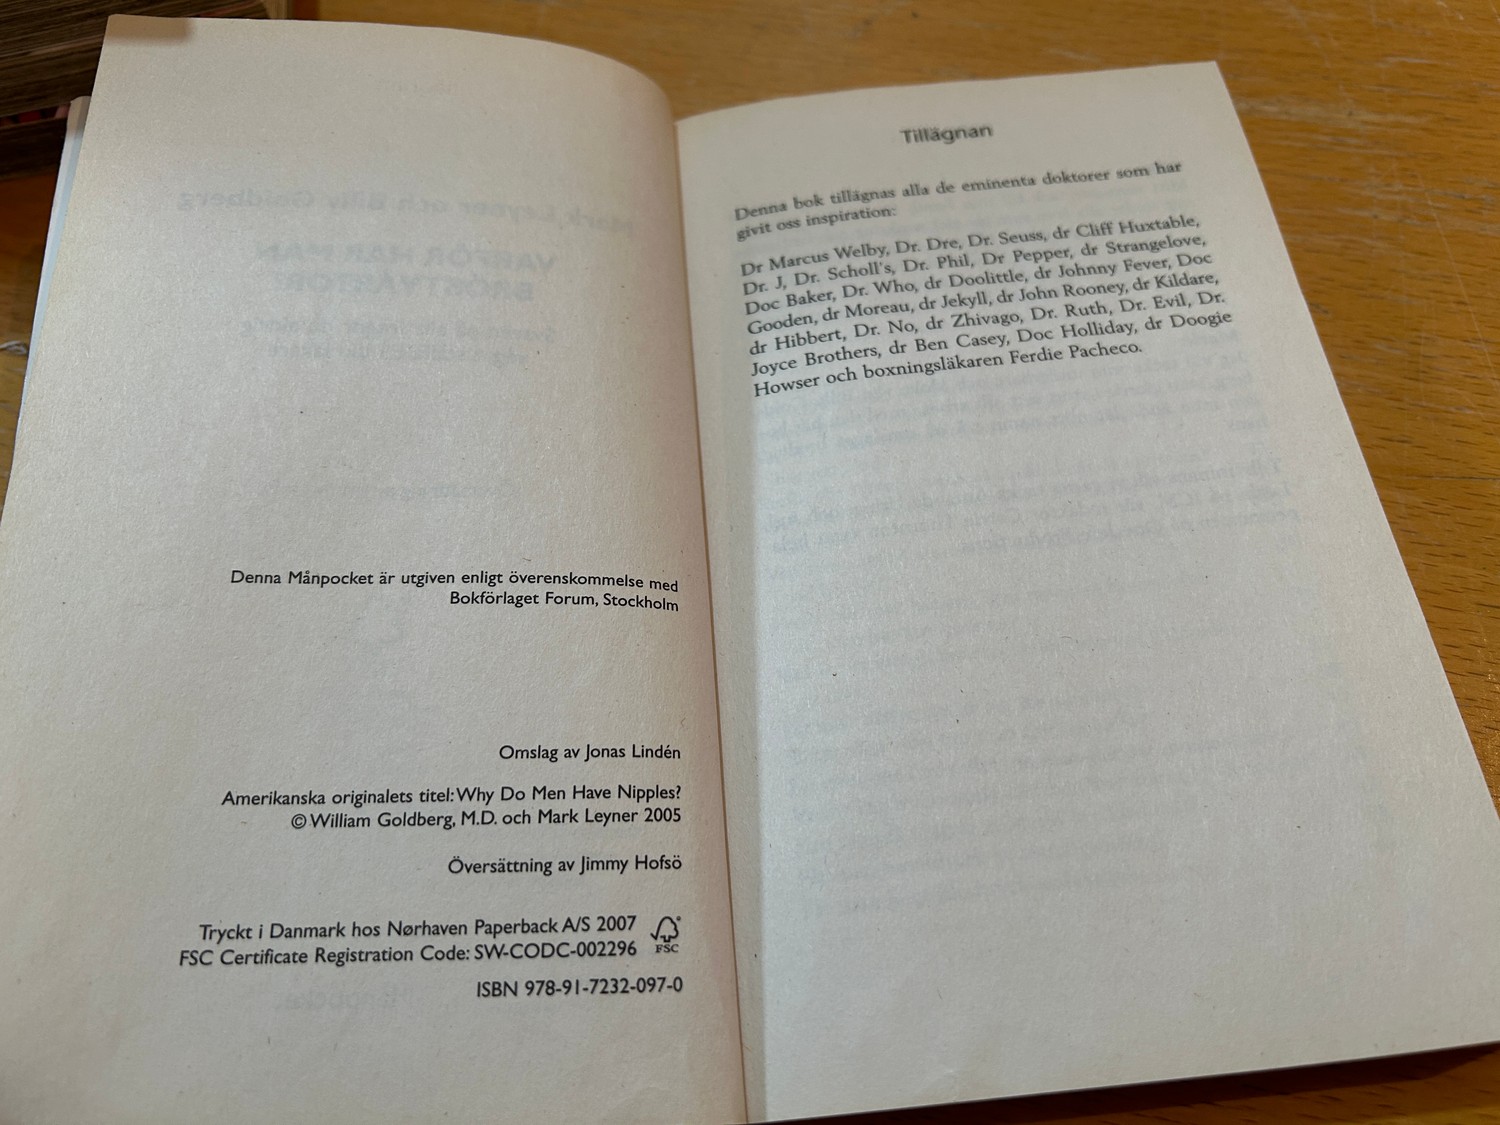 Denna Månpocket är utgiven enligt överenskommelse med
Bokförlaget Forum, Stockholm
Omslag av Jonas Lindén
Amerikanska originalets titel: Why Do Men Have Nipples?
© William Goldberg, M.D. och Mark Leyner 2005
Översättning av Jimmy Hofsö
Tryckt i Danmark hos Nørhaven Paperback A/S 2007
FSC Certificate Registration Code: SW-CODC-002296
FSC
ISBN 978-91-7232-097-0
Tillägnan
Denna bok tillägnas alla de eminenta doktorer som har
givit oss inspiration:
Dr Marcus Welby, Dr. Dre, Dr. Seuss, dr Cliff Huxtable,
Dr. J, Dr. Scholl's, Dr. Phil, Dr Pepper, dr Strangelove,
Doc Baker, Dr. Who, dr Doolittle, dr Johnny Fever, Doc
Gooden, dr Moreau, dr Jekyll, dr John Rooney, dr Kildare,
dr Hibbert, Dr. No, dr Zhivago, Dr. Ruth, Dr. Evil, Dr.
Joyce Brothers, dr Ben Casey, Doc Holliday, dr Doogie
Howser och boxningsläkaren Ferdie Pacheco.